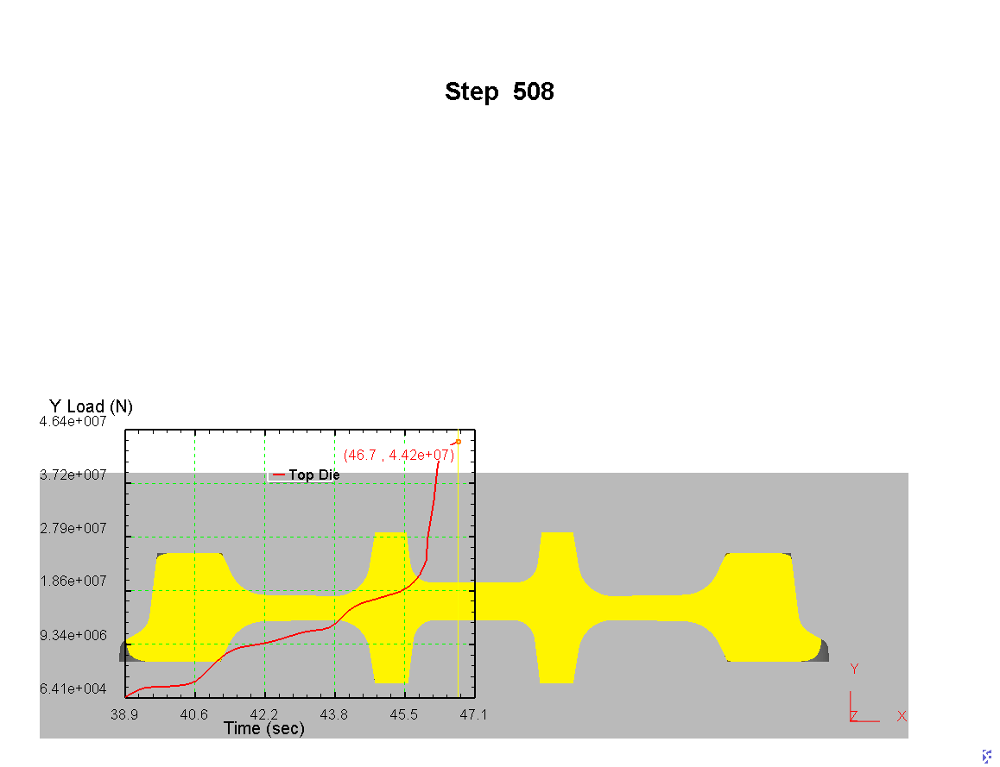 Step 508
Y Load (N)
4.64e+007
(46.7 , 4.42e+07)
3.72e+007
Top Die
2.79e+007
1.86e+007
9.34e+006
6.41e+004
38.9 40.6 42.2 43.8 45.5 47.1
Time (sec)
Y
Z X